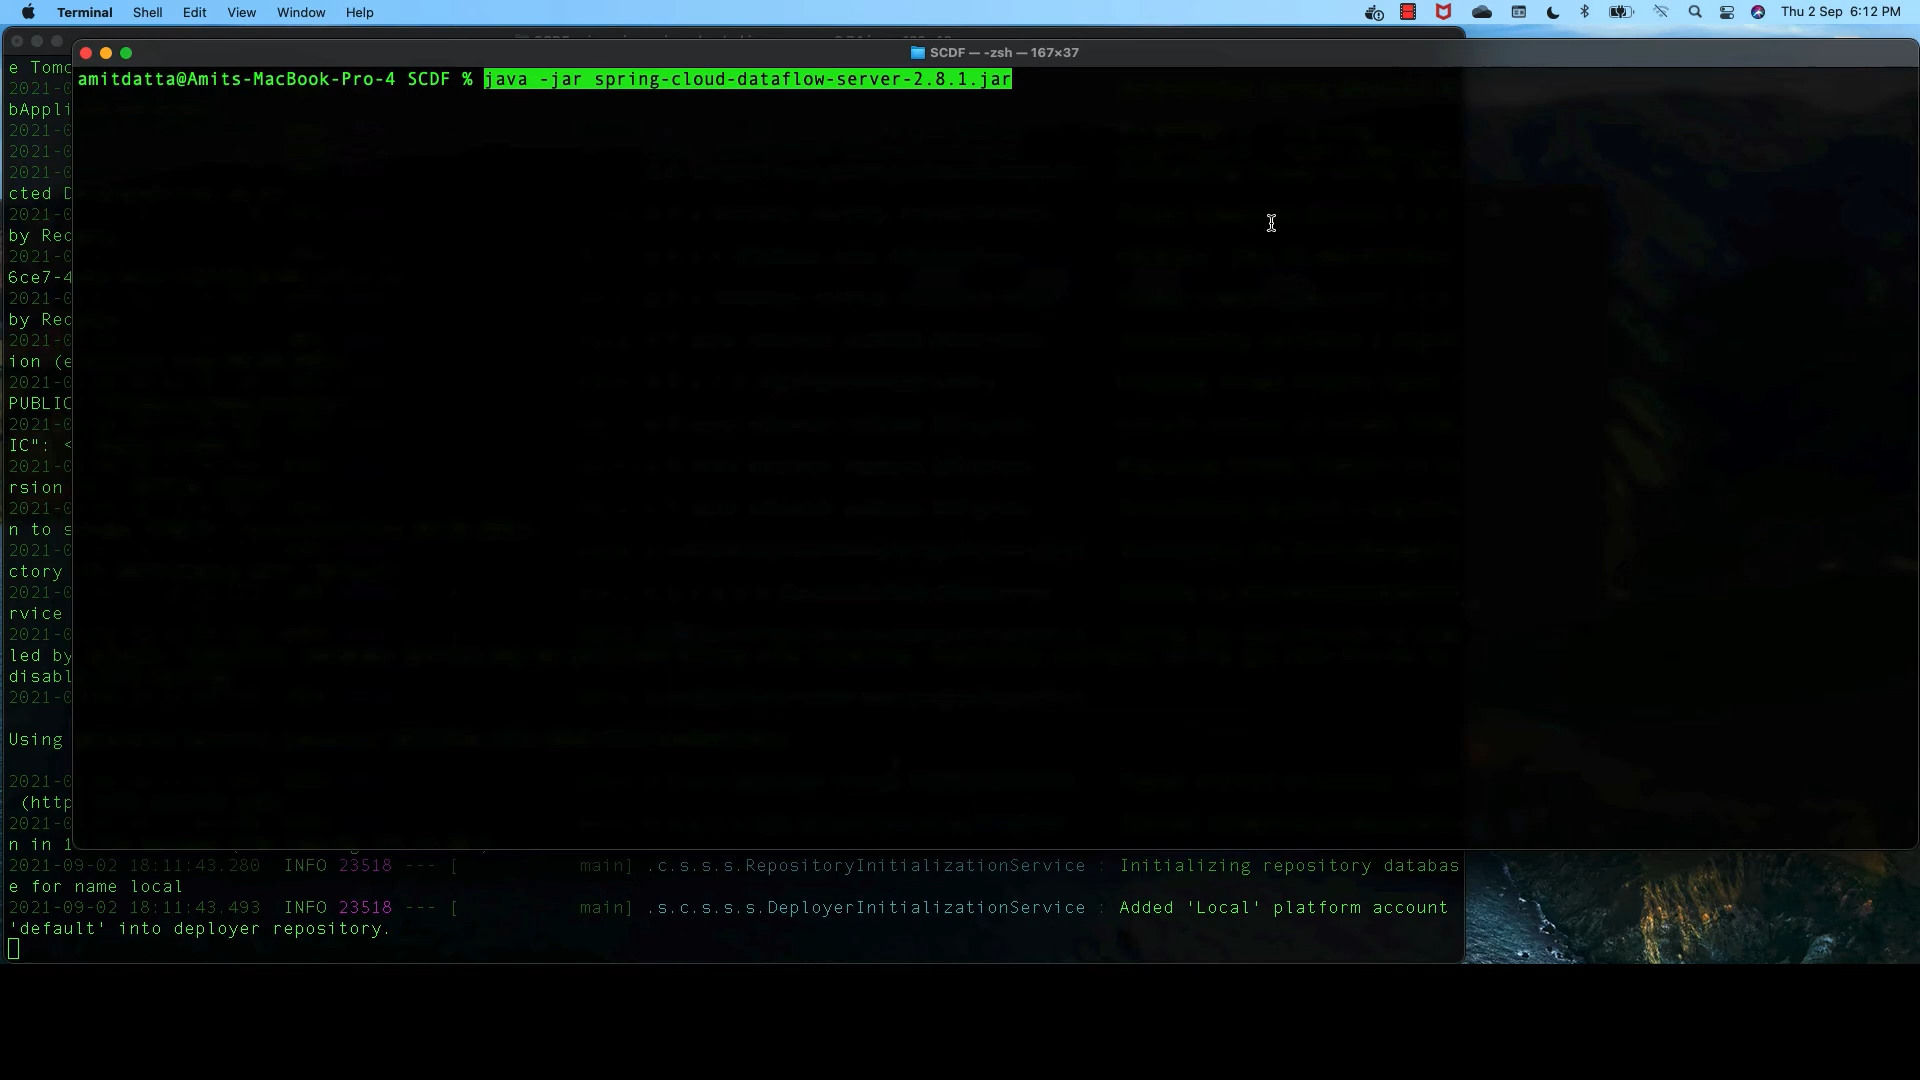 Terminal Shell Edit View Window Help Thu 2 Sep 6:12 PM
SCDF — -zsh — 167×37
amitdatta@Amits-MacBook-Pro-4 SCDF % java -jar spring-cloud-dataflow-server-2.8.1.jar
e Tomc
2021-0
bAppli
2021-0
2021-0
2021-0
cted D
2021-0
by Rec
2021-0
6ce7-4
2021-0
by Rec
2021-0
ion (e
2021-0
PUBLIC
2021-0
IC": <
2021-0
rsion
2021-0
n to s
2021-0
ctory
2021-0
rvice
2021-0
led by
disabl
2021-0
Using
2021-0
(http
2021-0
n in 1
2021-09-02 18:11:43.280 INFO 23518 --- [ main] .c.s.s.s.RepositoryInitializationService : Initializing repository databas
e for name local
2021-09-02 18:11:43.493 INFO 23518 --- [ main] .s.c.s.s.s.DeployerInitializationService : Added 'Local' platform account
'default' into deployer repository.